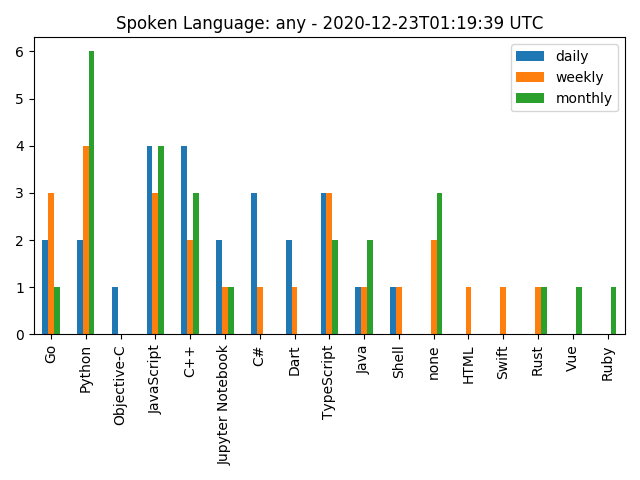 Spoken Language: any - 2020-12-23T01:19:39 UTC
daily
weekly
monthly
6
5
4
3
2
1
0
Go
Python
Objective-C
JavaScript
C++
Jupyter Notebook
C#
Dart
TypeScript
Java
Shell
none
HTML
Swift
Rust
Vue
Ruby